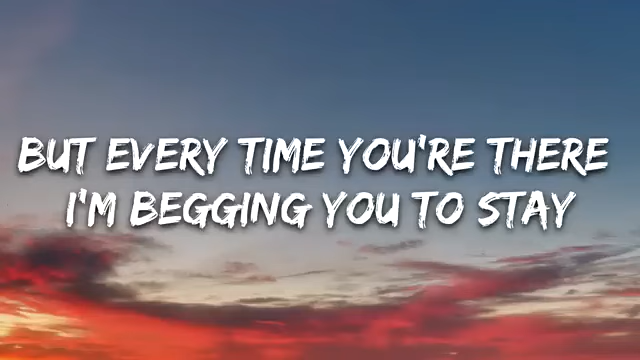 BUT EVERY TIME YOU'RE THERE
I'M BEGGING YOU TO STAY